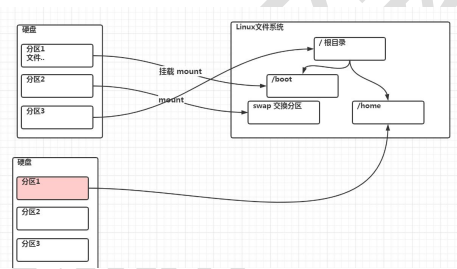 硬盘
分区1
文件..
分区2
分区3
挂载 mount
mount
Linux文件系统
/ 根目录
/boot
swap 交换分区
/home
硬盘
分区1
分区2
分区3